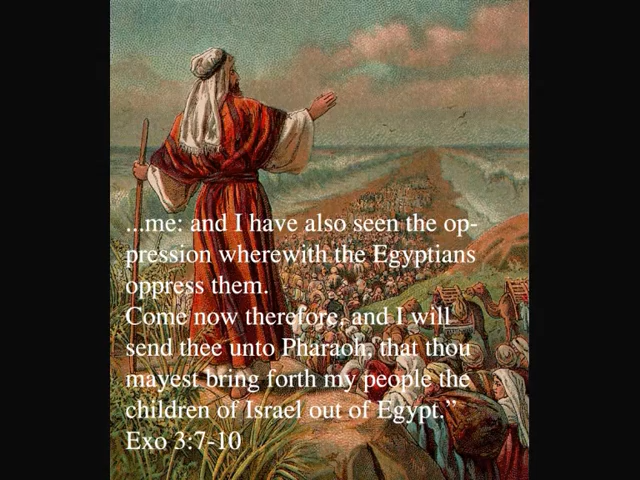 ...me: and I have also seen the op-
pression wherewith the Egyptians
oppress them.
Come now therefore, and I will
send thee unto Pharaoh, that thou
mayest bring forth my people the
children of Israel out of Egypt.”
Exo 3:7-10